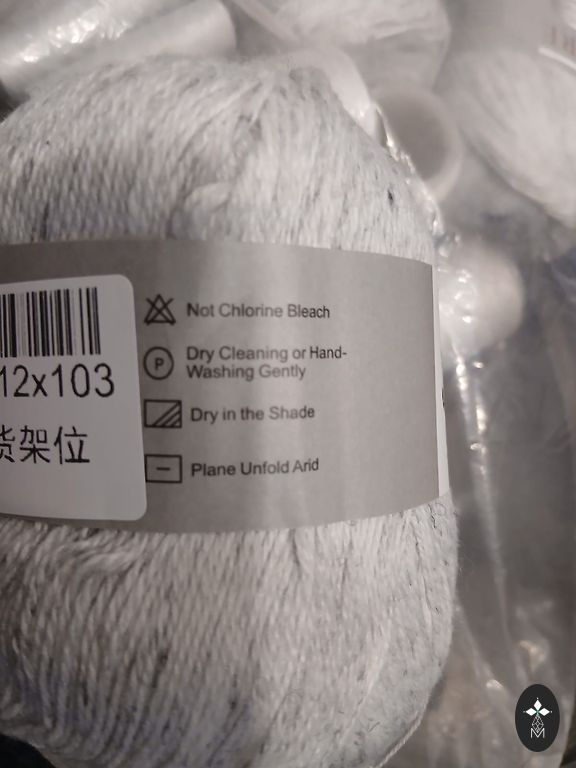 Not Chlorine Bleach
P
Dry Cleaning or Hand-
Washing Gently
Dry in the Shade
Plane Unfold Arid
12x103
货架位
M